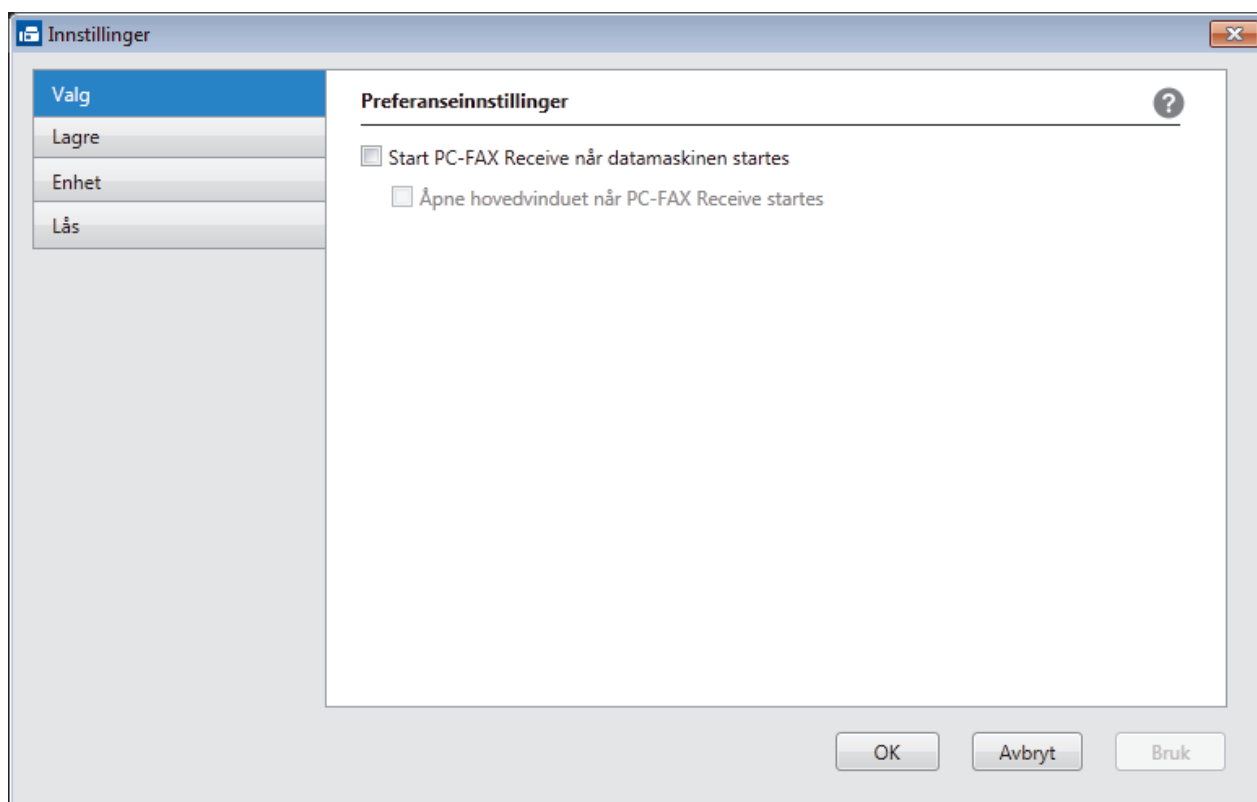 Innstillinger
Valg
Lagre
Enhet
Lås
Preferanseinnstillinger
?
Start PC-FAX Receive når datamaskinen startes
Åpne hovedvinduet når PC-FAX Receive startes
OK
Avbryt
Bruk